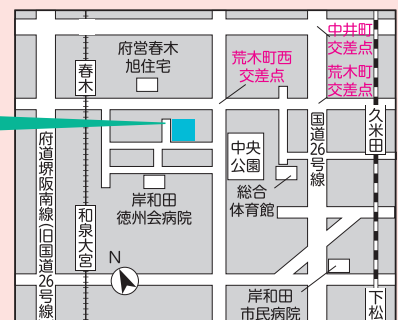 中井町
交差点
府営春木
旭住宅
荒木町西
交差点
荒木町
交差点
春木
久米田
国道26号線
中央
公園
府道堺阪南線(旧国道26号線
総合
体育館
岸和田
徳州会病院
和泉大宮
N
岸和田
市民病院
下松